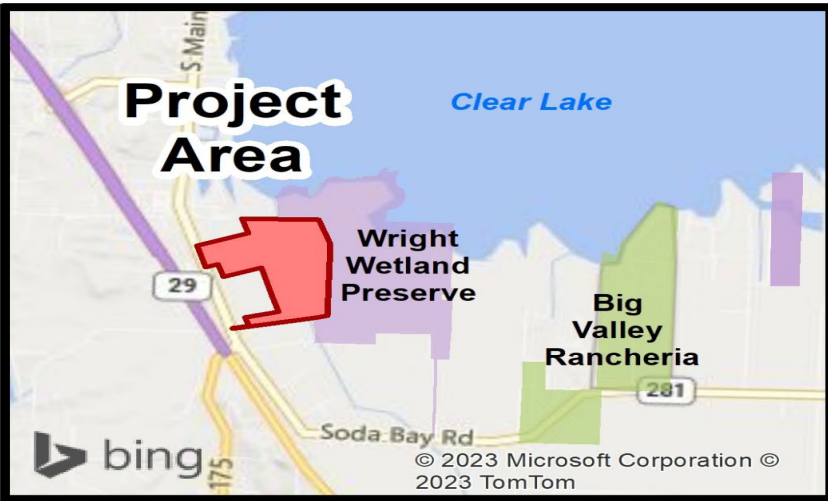 S Main
Project
Area
Clear Lake
Wright
Wetland
Preserve
29
Big
Valley
Rancheria
281
Soda Bay Rd
175
bing
© 2023 Microsoft Corporation ©
2023 TomTom